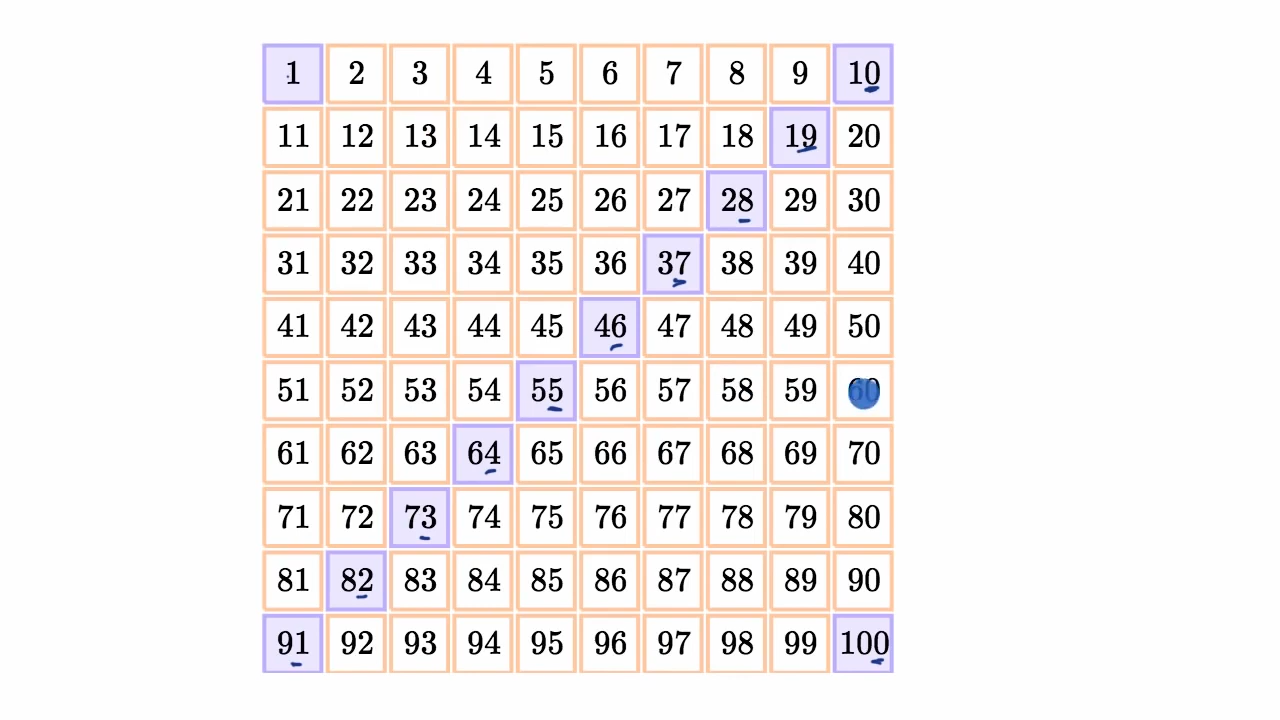 1 2 3 4 5 6 7 8 9 10
11 12 13 14 15 16 17 18 19 20
21 22 23 24 25 26 27 28 29 30
31 32 33 34 35 36 37 38 39 40
41 42 43 44 45 46 47 48 49 50
51 52 53 54 55 56 57 58 59 60
61 62 63 64 65 66 67 68 69 70
71 72 73 74 75 76 77 78 79 80
81 82 83 84 85 86 87 88 89 90
91 92 93 94 95 96 97 98 99 100